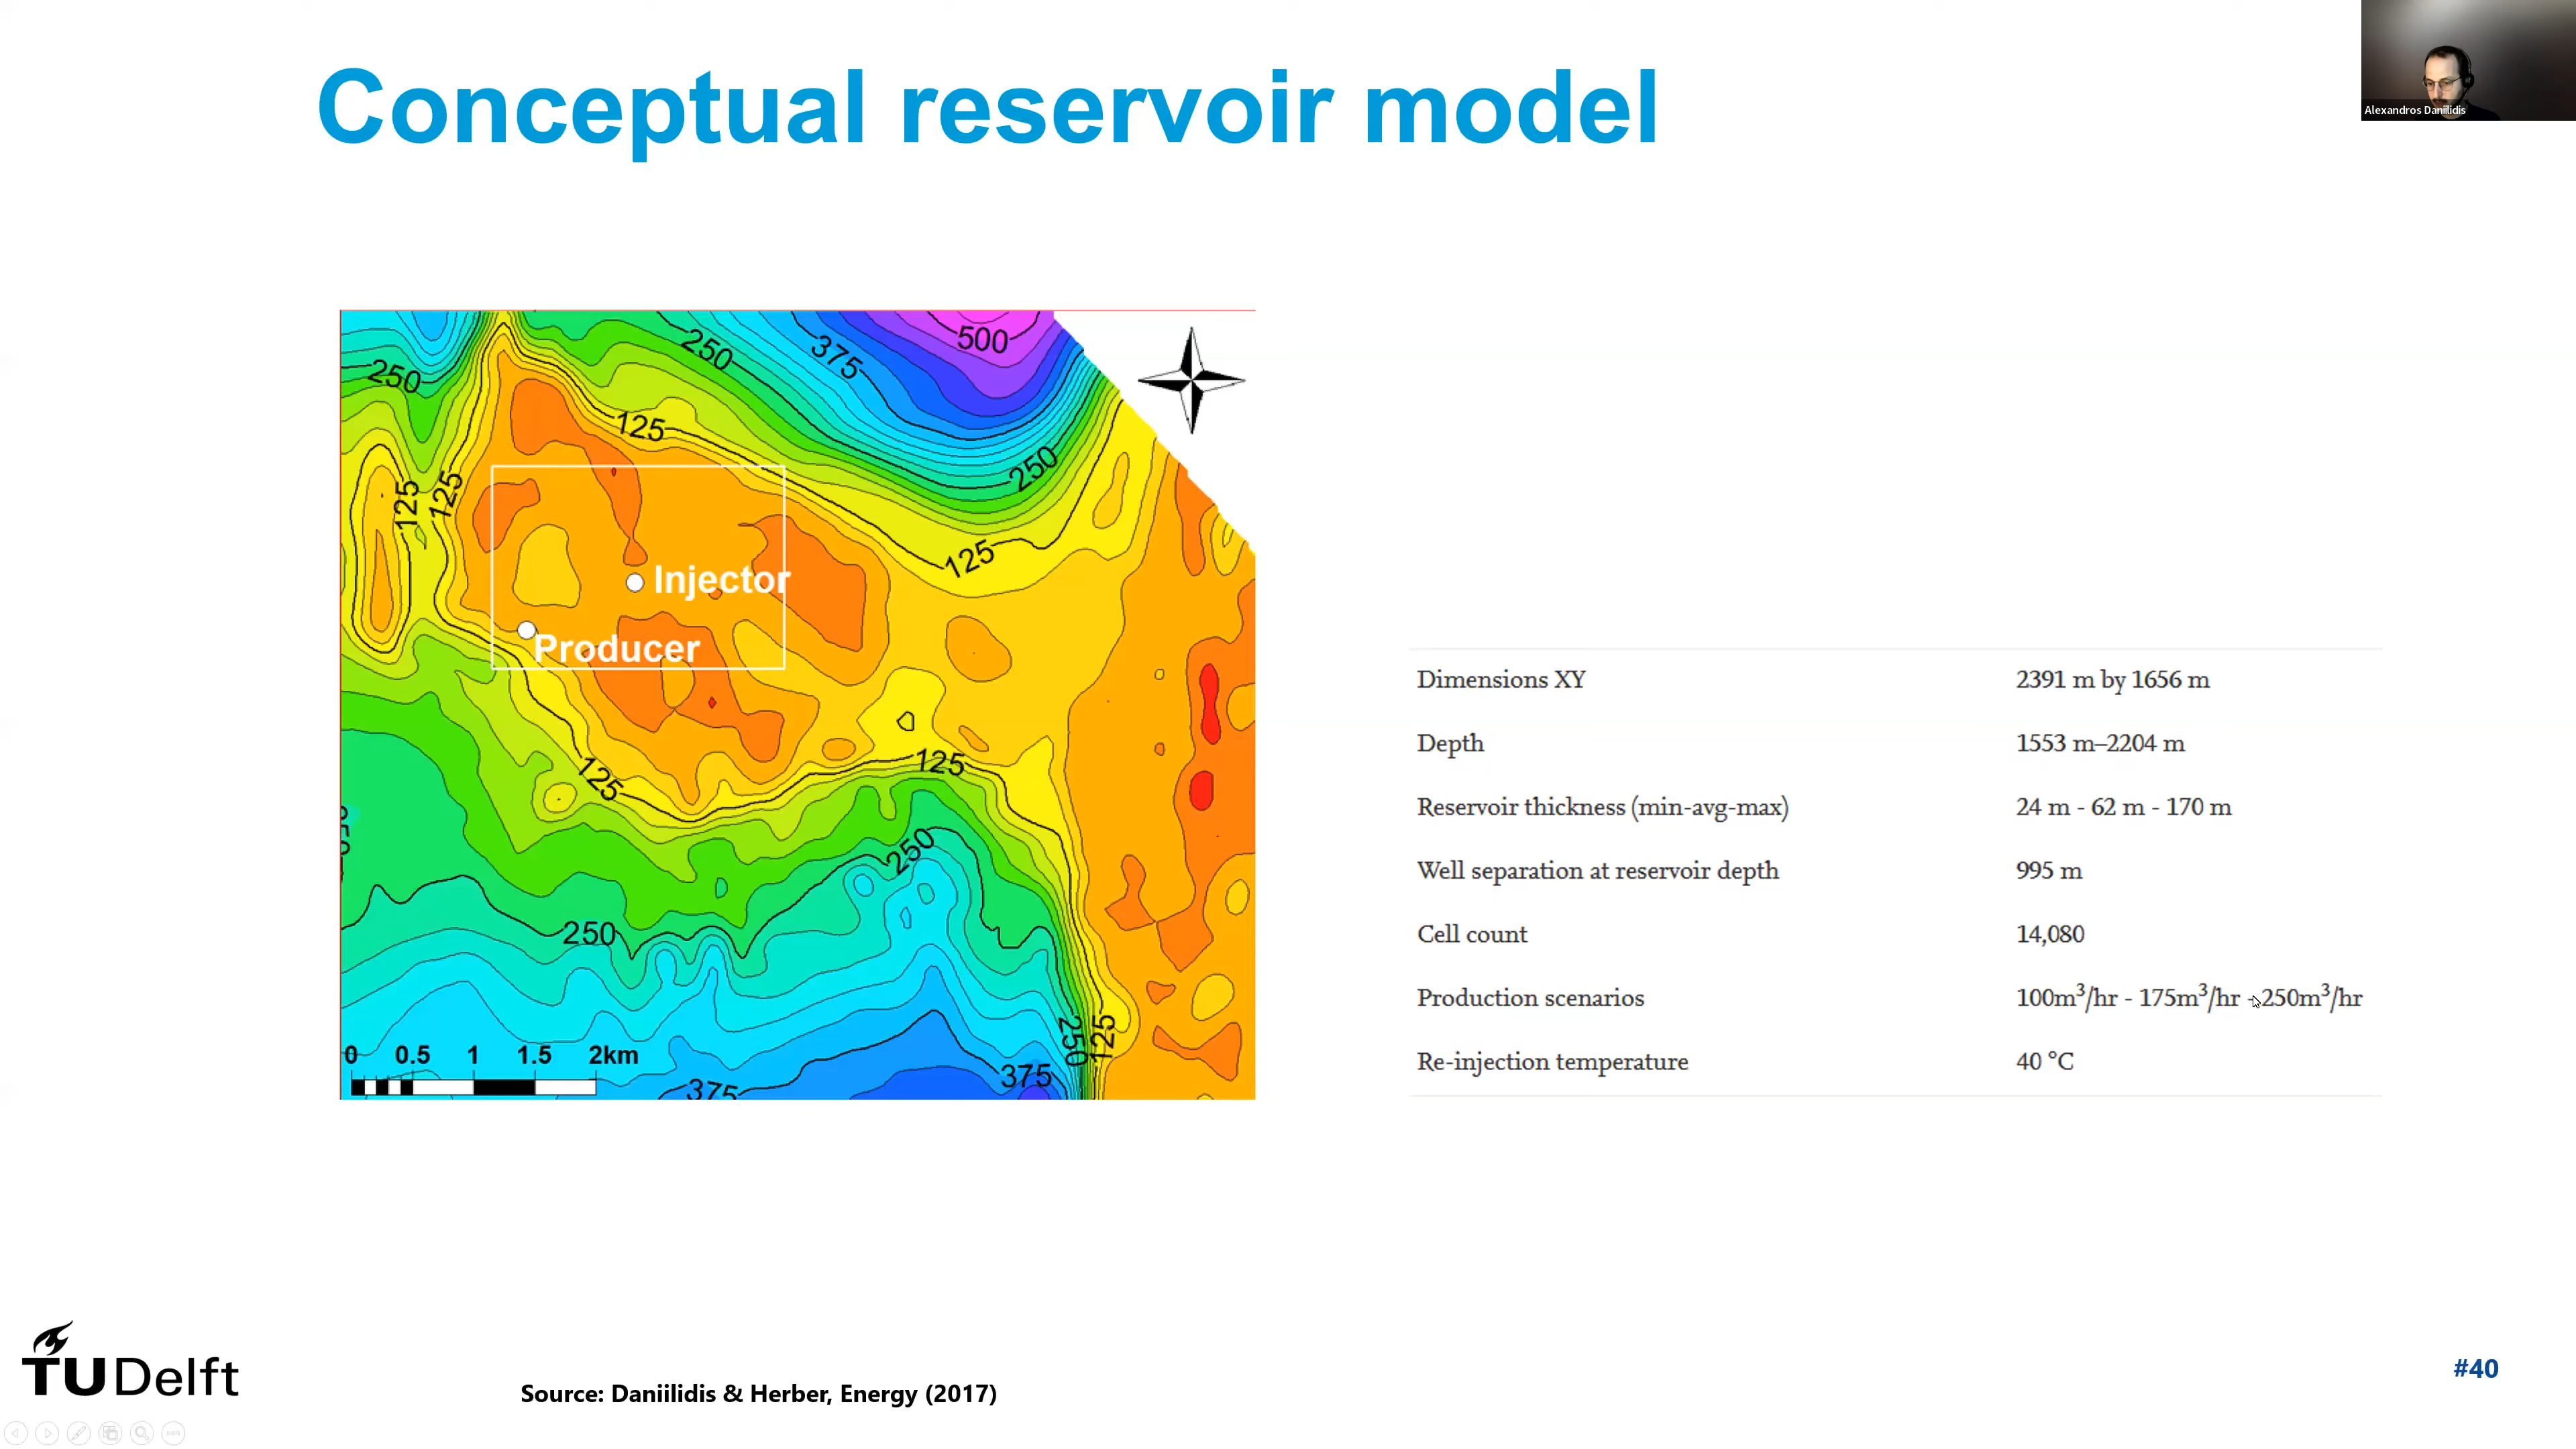 Conceptual reservoir model
Alexandros Daniilidis
500
250
375
250
125
250
125
125
125
Injector
Producer
125
125
250
250
250
125
0 0.5 1 1.5 2km
375
375
Dimensions XY 2391 m by 1656 m
Depth 1553 m–2204 m
Reservoir thickness (min-avg-max) 24 m - 62 m - 170 m
Well separation at reservoir depth 995 m
Cell count 14,080
Production scenarios 100m³/hr - 175m³/hr - 250m³/hr
Re-injection temperature 40 °C
TUDelft
Source: Daniilidis & Herber, Energy (2017)
#40